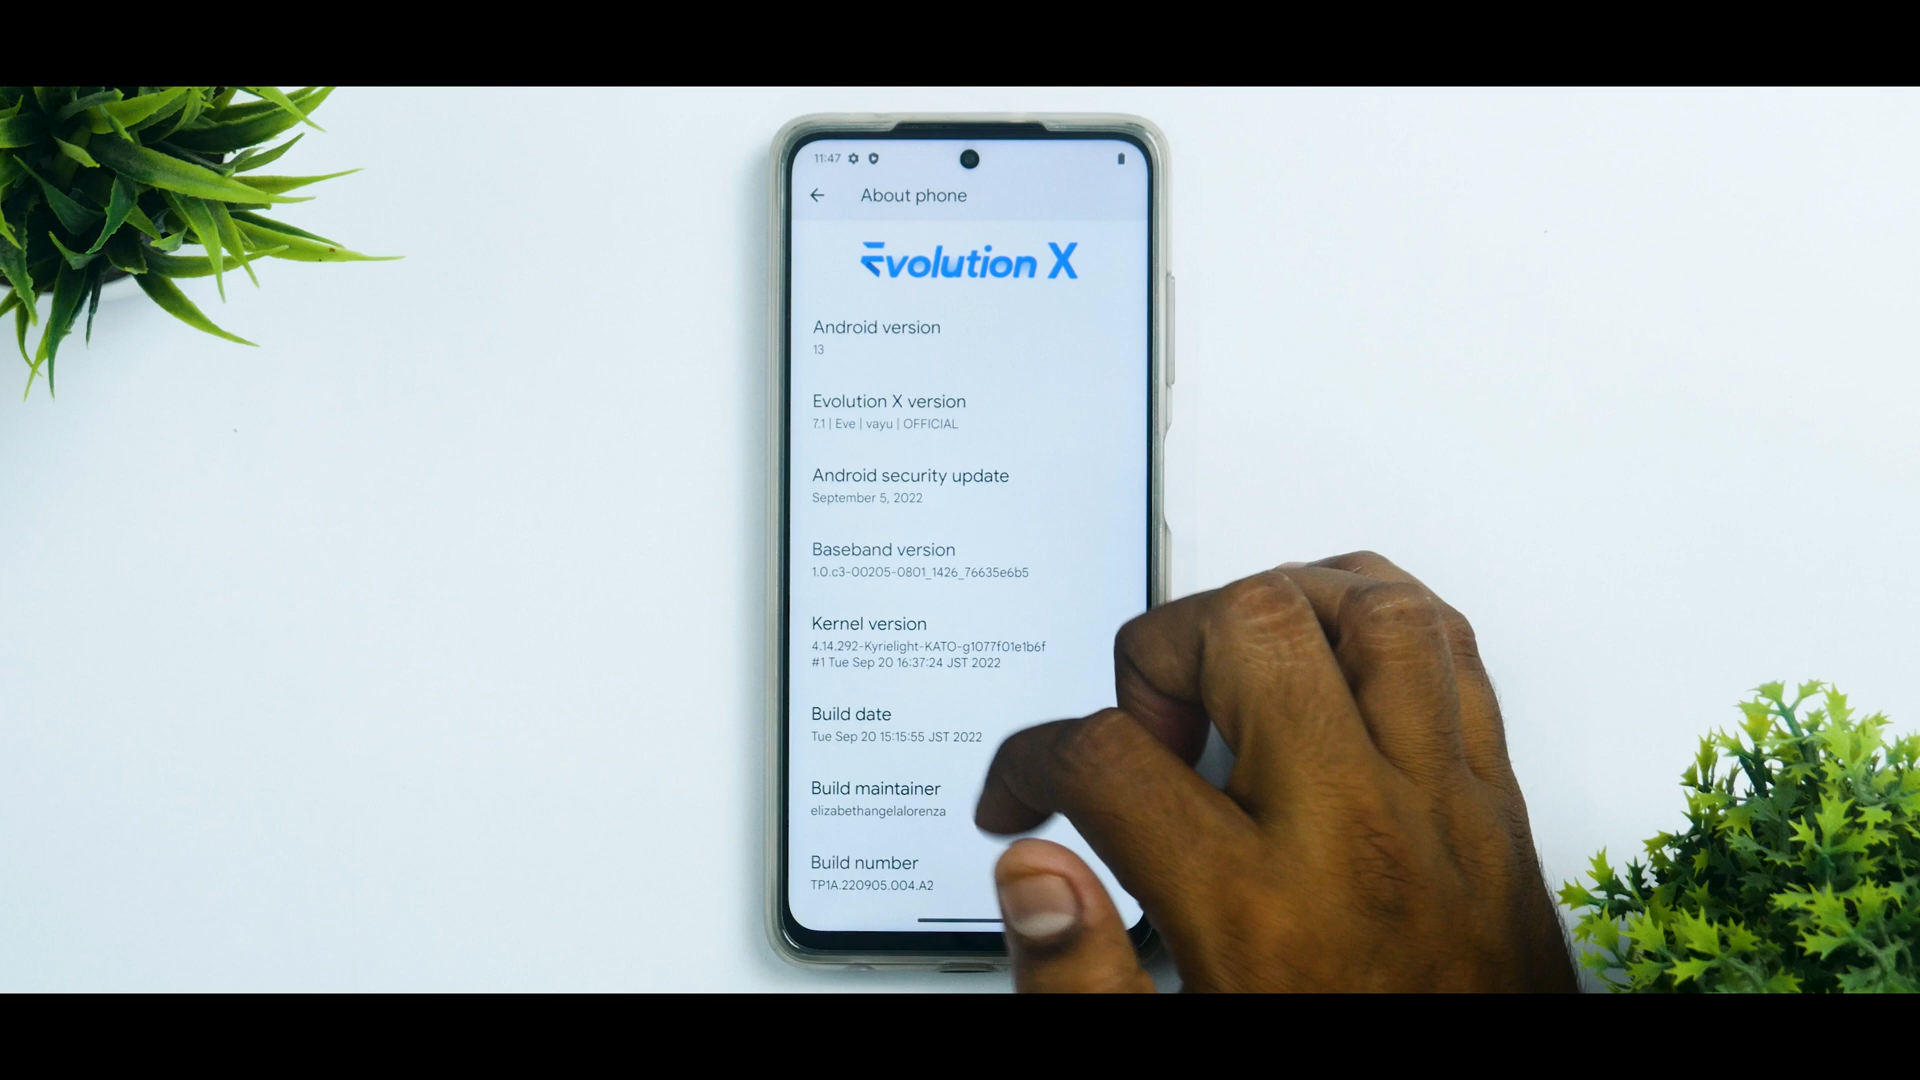 11:47
About phone
Evolution X
Android version
13
Evolution X version
7.1 | Eve | vayu | OFFICIAL
Android security update
September 5, 2022
Baseband version
1.0.c3-00205-0801_1426_76635e6b5
Kernel version
4.14.292-Kyrielight-KATO-g1077f01e1b6f
#1 Tue Sep 20 16:37:24 JST 2022
Build date
Tue Sep 20 15:15:55 JST 2022
Build maintainer
elizabethangelalorenza
Build number
TP1A.220905.004.A2